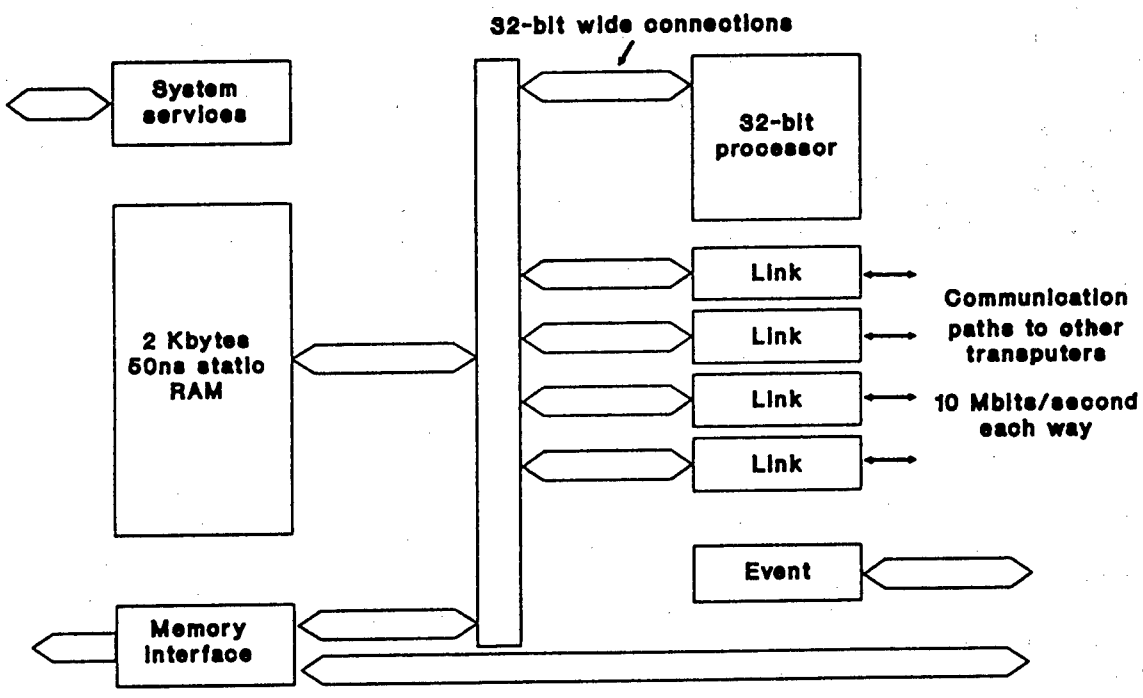 32-bit wide connections
System
services
32-bit
processor
2 Kbytes
50ns static
RAM
Link
Link
Link
Link
Communication
paths to other
transputers
10 Mbits/second
each way
Event
Memory
interface